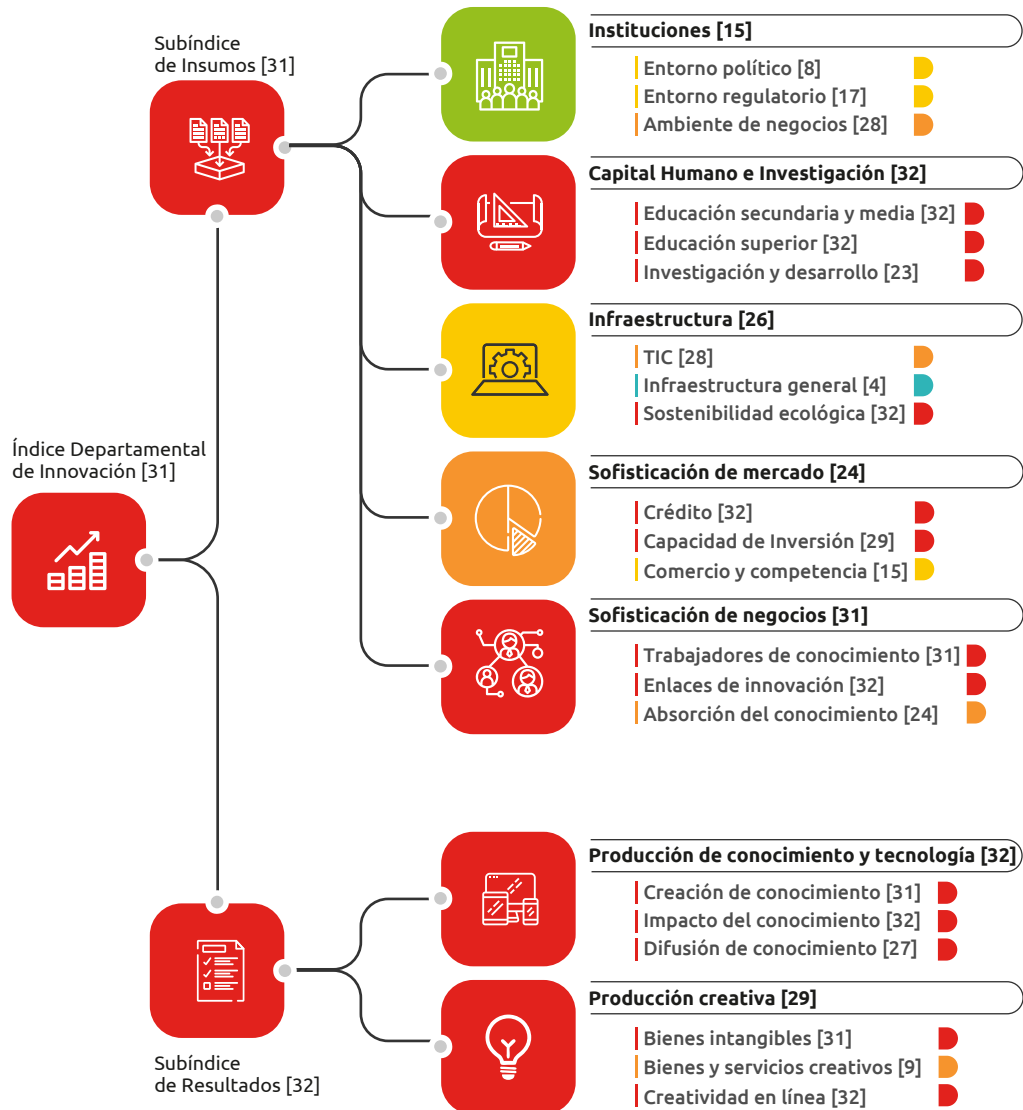 Subíndice
de Insumos [31]
Instituciones [15]
Entorno político [8]
Entorno regulatorio [17]
Ambiente de negocios [28]
Capital Humano e Investigación [32]
Educación secundaria y media [32]
Educación superior [32]
Investigación y desarrollo [23]
Infraestructura [26]
TIC [28]
Infraestructura general [4]
Sostenibilidad ecológica [32]
Índice Departamental
de Innovación [31]
Sofisticación de mercado [24]
Crédito [32]
Capacidad de Inversión [29]
Comercio y competencia [15]
Sofisticación de negocios [31]
Trabajadores de conocimiento [31]
Enlaces de innovación [32]
Absorción del conocimiento [24]
Producción de conocimiento y tecnología [32]
Creación de conocimiento [31]
Impacto del conocimiento [32]
Difusión de conocimiento [27]
Producción creativa [29]
Bienes intangibles [31]
Bienes y servicios creativos [9]
Creatividad en línea [32]
Subíndice
de Resultados [32]